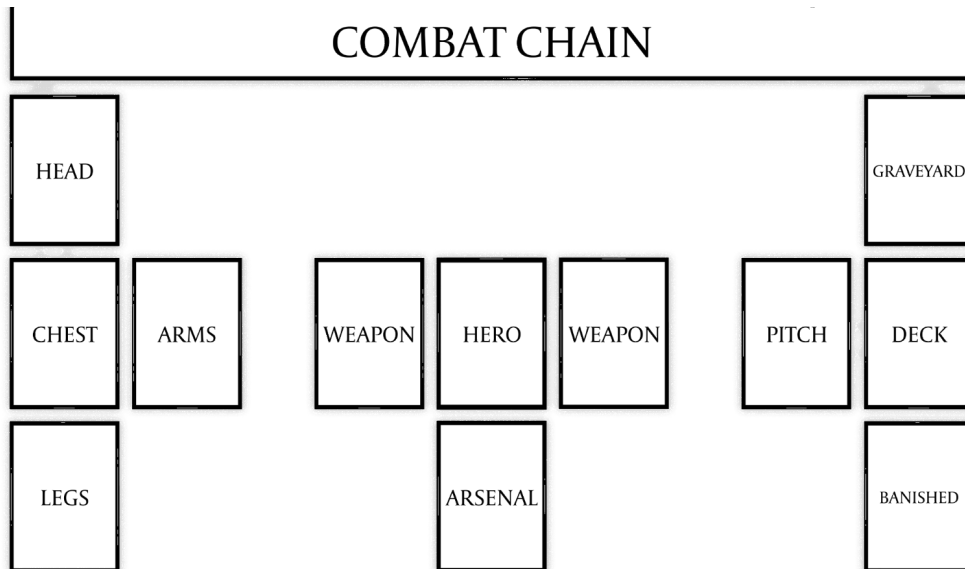 COMBAT CHAIN
HEAD
GRAVEYARD
CHEST
ARMS
WEAPON
HERO
WEAPON
PITCH
DECK
LEGS
ARSENAL
BANISHED